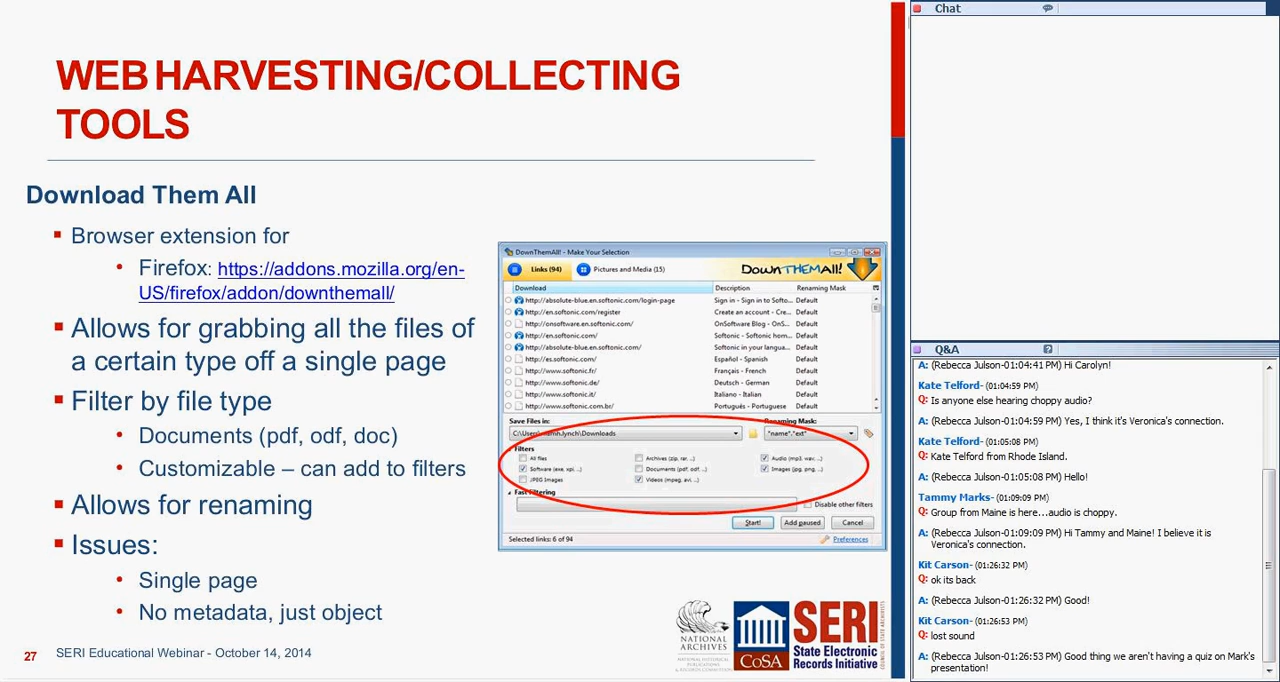 WEB HARVESTING/COLLECTING
TOOLS
Download Them All
▪ Browser extension for
• Firefox: https://addons.mozilla.org/en-
US/firefox/addon/downthemall/
▪ Allows for grabbing all the files of
a certain type off a single page
▪ Filter by file type
• Documents (pdf, odf, doc)
• Customizable – can add to filters
▪ Allows for renaming
▪ Issues:
• Single page
• No metadata, just object
DownThemAll! - Make Your Selection
Links (94) Pictures and Media (15) DOWNTHEMALL!
Download Description Renaming Mask
http://absolute-blue.en.softonic.com/login-page Sign in - Sign in to Softo... Default
http://en.softonic.com/register Create an account - Cre... Default
http://onsoftware.en.softonic.com/ OnSoftware Blog - OnS... Default
http://en.softonic.com/ Softonic - Softonic hom... Default
http://absolute-blue.en.softonic.com/ Softonic - Softonic in your langua... Default
http://es.softonic.com/ Español - Spanish Default
http://www.softonic.fr/ Français - French Default
http://www.softonic.de/ Deutsch - German Default
http://www.softonic.it/ Italiano - Italian Default
http://www.softonic.com.br/ Português - Portuguese Default
Save Files in: Renaming Mask:
Downloads *name*.*ext*
Filters
All files Archives (zip, rar, ...) Audio (mp3, wav, ...)
Software (exe, xpi, ...) Documents (pdf, odf, ...) Images (jpg, png, ...)
JPEG Images Videos (mpeg, avi, ...)
Fast Filtering
Disable other filters
Start! Add paused Cancel
Selected links: 6 of 94 Preferences
27 SERI Educational Webinar - October 14, 2014
NATIONAL
ARCHIVES
CoSA
SERI
State Electronic
Records Initiative
COUNCIL OF STATE ARCHIVISTS
Chat
Q&A
A: (Rebecca Julson-01:04:41 PM) Hi Carolyn!
Kate Telford- (01:04:59 PM)
Q: Is anyone else hearing choppy audio?
A: (Rebecca Julson-01:04:59 PM) Yes, I think it's Veronica's connection.
Kate Telford- (01:05:08 PM)
Q: Kate Telford from Rhode Island.
A: (Rebecca Julson-01:05:08 PM) Hello!
Tammy Marks- (01:09:09 PM)
Q: Group from Maine is here...audio is choppy.
A: (Rebecca Julson-01:09:09 PM) Hi Tammy and Maine! I believe it is
Veronica's connection.
Kit Carson- (01:26:32 PM)
Q: ok its back
A: (Rebecca Julson-01:26:32 PM) Good!
Kit Carson- (01:26:53 PM)
Q: lost sound
A: (Rebecca Julson-01:26:53 PM) Good thing we aren't having a quiz on Mark's
presentation!